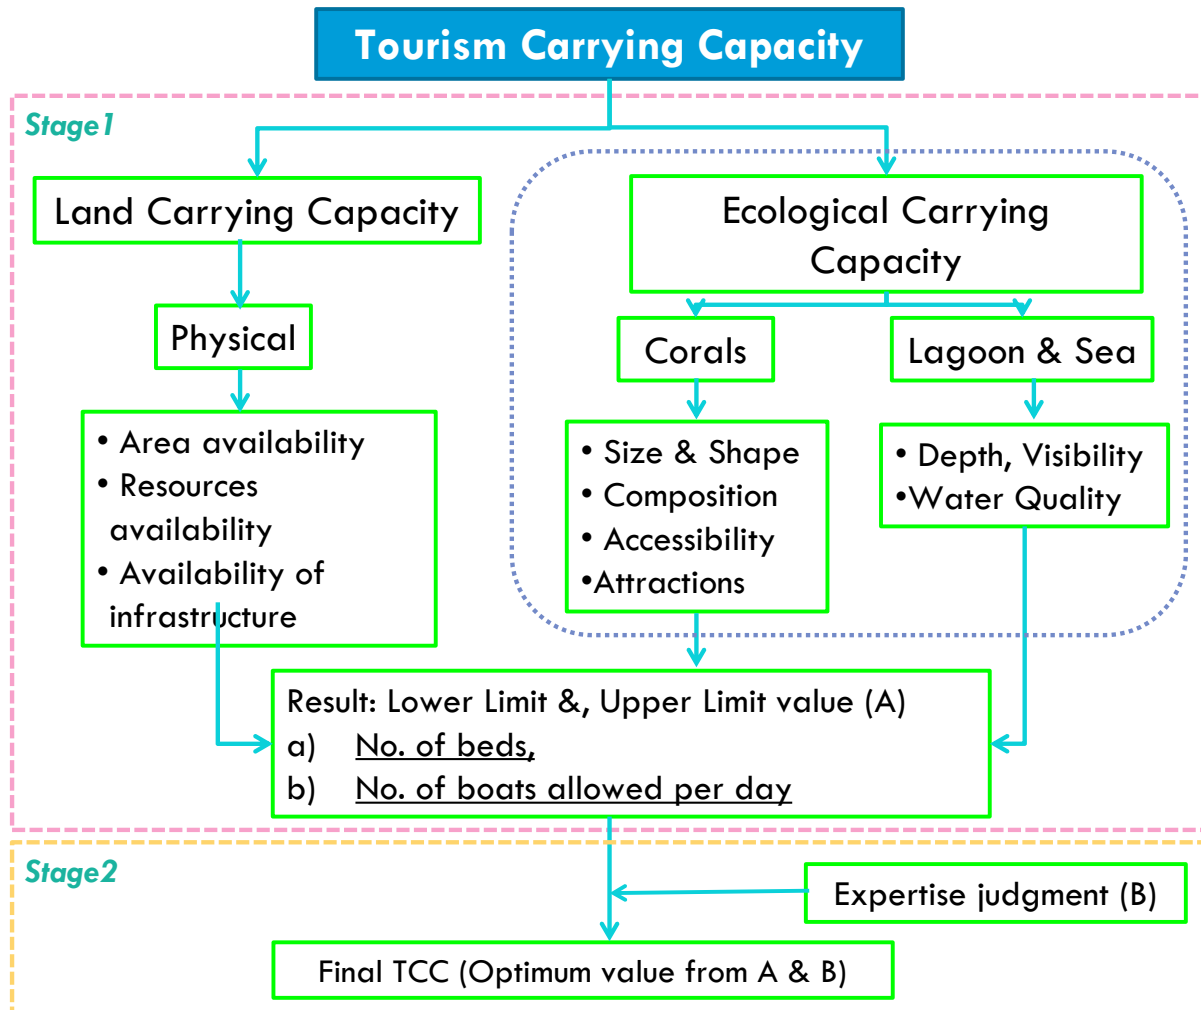 Tourism Carrying Capacity
Stage1
Land Carrying Capacity
Ecological Carrying
Capacity
Physical
Corals
Lagoon & Sea
• Area availability
• Resources
availability
• Availability of
infrastructure
• Size & Shape
• Composition
• Accessibility
•Attractions
• Depth, Visibility
•Water Quality
Result: Lower Limit &, Upper Limit value (A)
a) No. of beds,
b) No. of boats allowed per day
Stage2
Expertise judgment (B)
Final TCC (Optimum value from A & B)